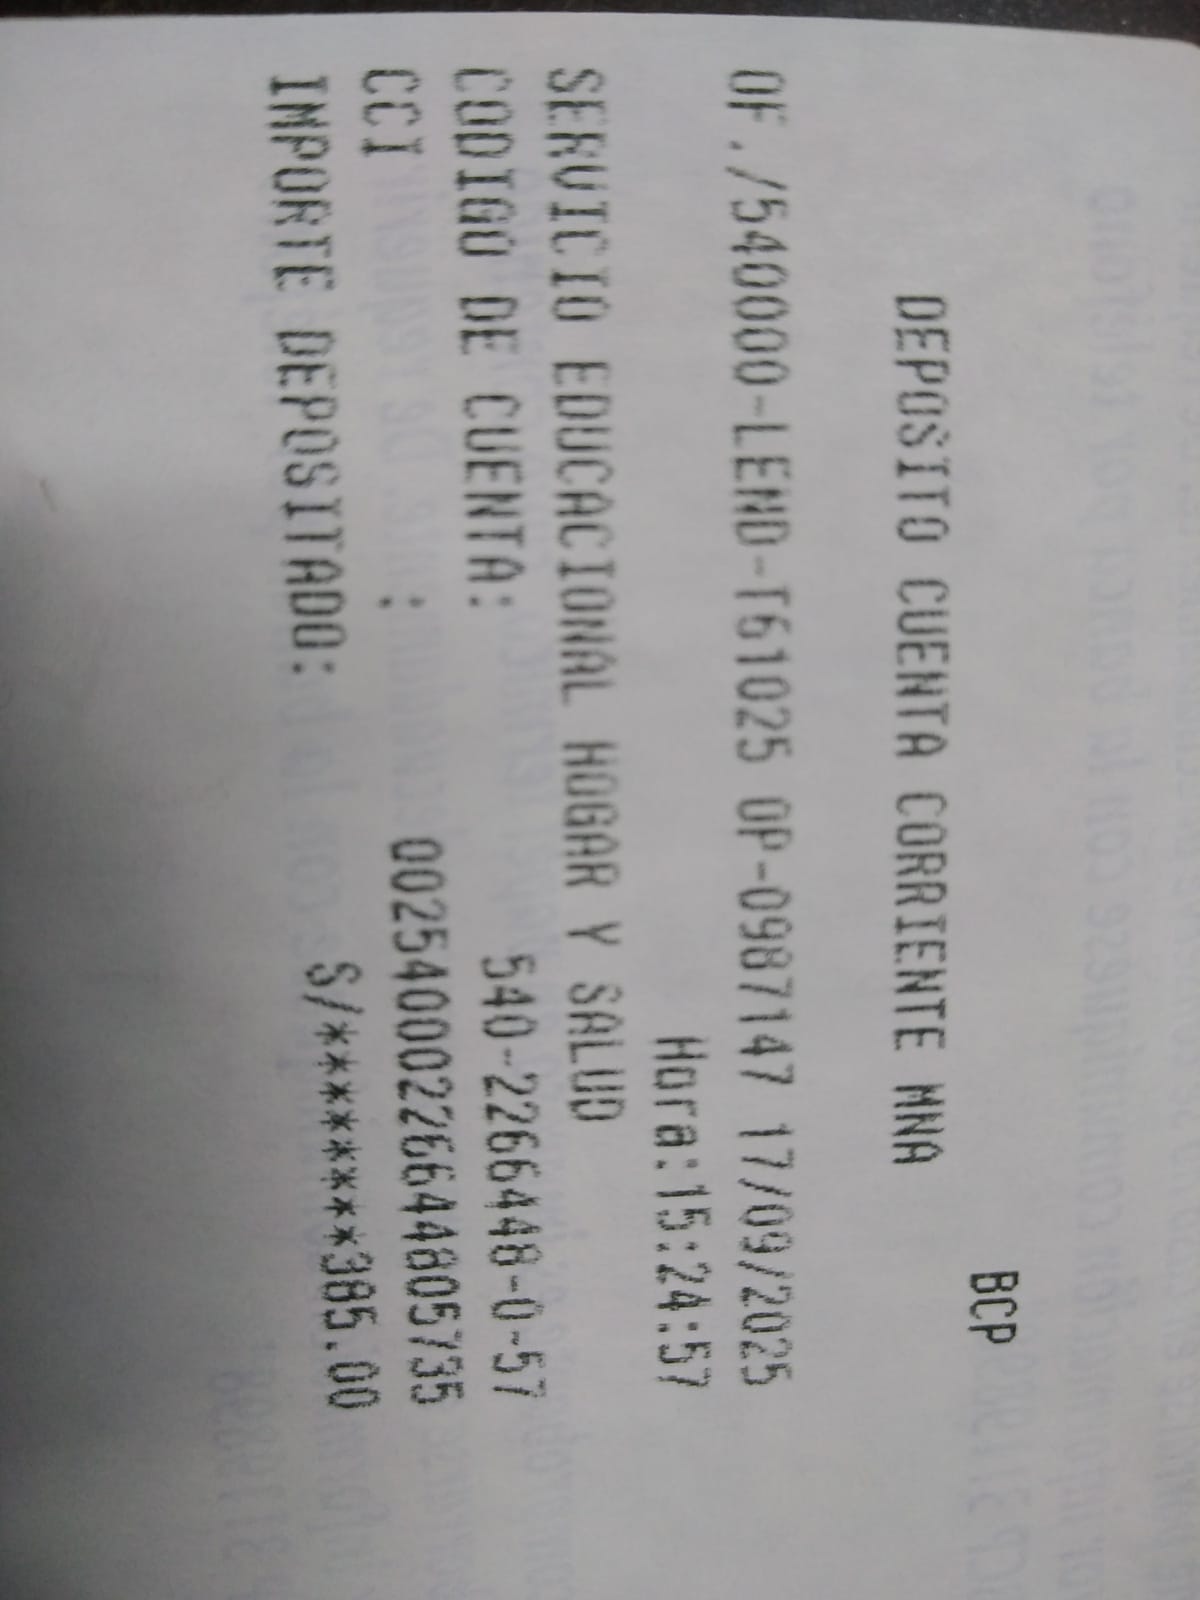 BCP
DEPOSITO CUENTA CORRIENTE MNA
OF./540000-LEND-T61025 OP-098747 17/09/2025
Hora:15:24:57
SERVICIO EDUCACIONAL HOGAR Y SALUD
CODIGO DE CUENTA: 540-2266448-0-57
CCI : 00254000226644805735
IMPORTE DEPOSITADO: S/********385.00